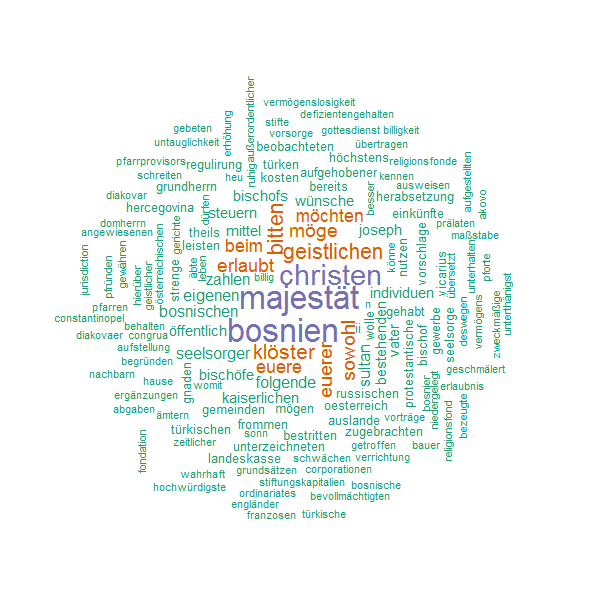 vermögenslosigkeit
defizientengehalten
stifte
gebeten
erhöhung
außerordentlicher
ruhig
vorsorge
gottesdienst
billigkeit
untauglichkeit
beobachteten
übertragen
pfarrprovisors
regulirung
türken
höchstens
religionsfonde
schreiten
heu
kosten
aufgehobener
kennen
aufgestellten
grundherrn
bereits
besser
ausweisen
diakovar
bischofs
wünsche
herabsetzung
akovo
hercegovina
dürfen
steuern
bitten
möchten
einkünfte
domherrn
gerichte
mittel
möge
joseph
prälaten
angewiesenen
leisten
beim
geistlichen
könne
nutzen
vorschlage
maßstabe
jurisdiction
pfründen
gewähren
hierüber
geistlicher
österreichischen
strenge
äbte
leben
theils
erlaubt
zahlen
billig
christen
individuen
vicarius
übersetzt
unterhalten
pforte
pfarren
eigenen
majestät
gehabt
deswegen
vermögens
zweckmäßige
unterthänigst
constantinopel
bosnischen
behalten
öffentlich
bosnien
sowohl
ii
wolle
bestehenden
vater
protestantische
bischof
gewerbe
seelsorge
diakovaer
congrua
aufstellung
seelsorger
klöster
euerer
sultan
begründen
gnaden
bischöfe
euere
geschmälert
nachbarn
hause
womit
folgende
russischen
bosnier
niedergelegt
erlaubnis
ergänzungen
kaiserlichen
oesterreich
religionsfond
bezeugte
abgaben
ämtern
gemeinden
mögen
auslande
vorträge
türkischen
frommen
zugebrachten
fondation
zeitlicher
sonn
bestritten
getroffen
bauer
unterzeichneten
landeskasse
schwächen
verrichtung
wahrhaft
grundsätzen
corporationen
hochwürdigste
stiftungskapitalien
bosnische
ordinariates
bevollmächtigten
engländer
franzosen
türkische